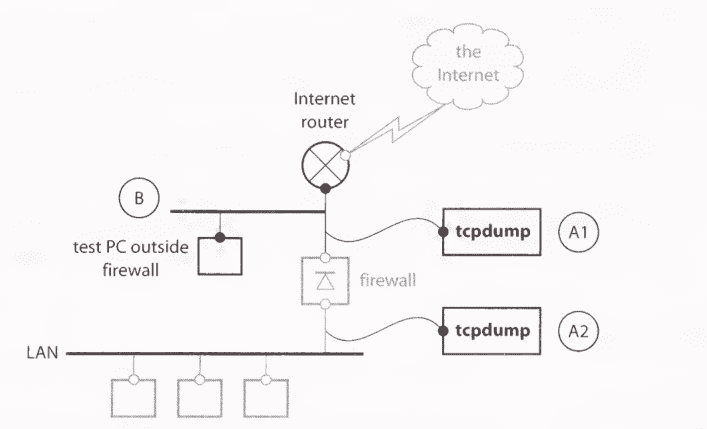 the
Internet
Internet
router
B
test PC outside
firewall
tcpdump
A1
firewall
tcpdump
A2
LAN